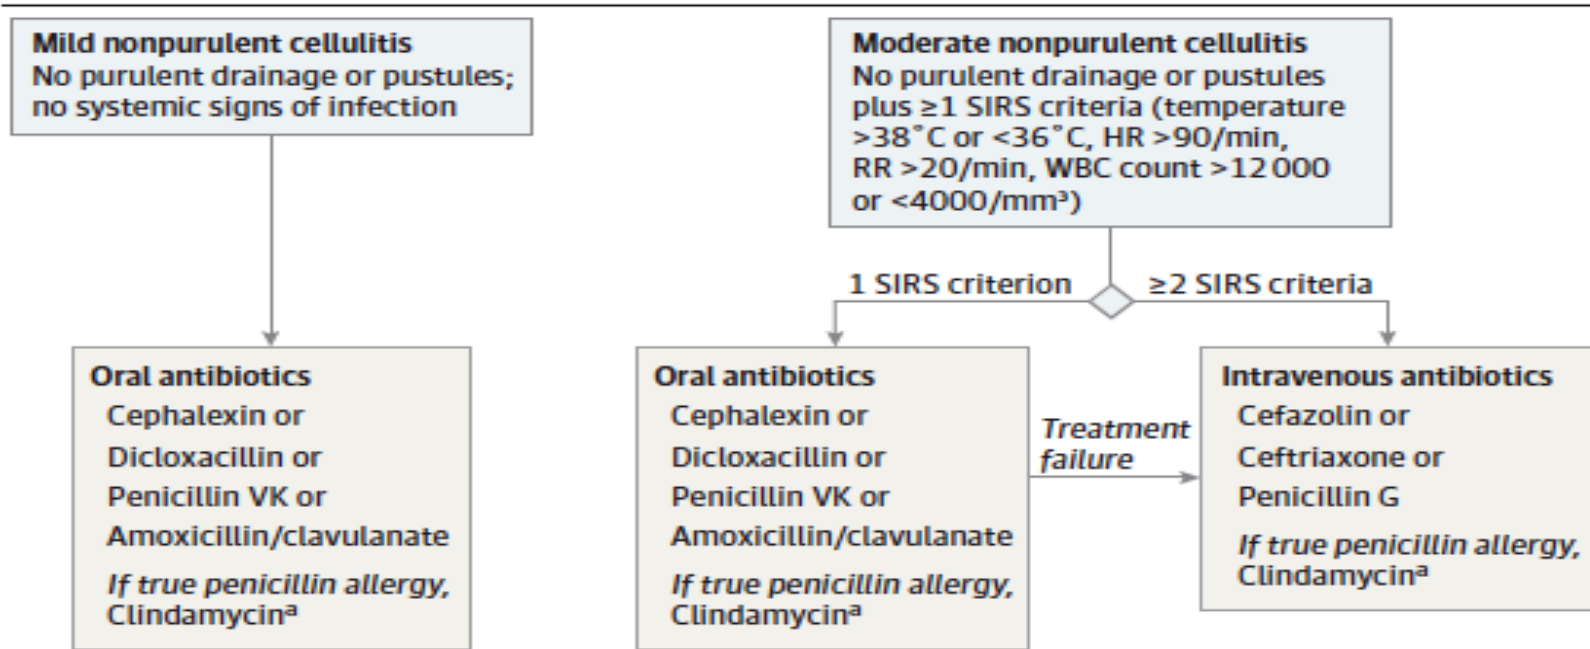 Mild nonpurulent cellulitis
No purulent drainage or pustules;
no systemic signs of infection
Moderate nonpurulent cellulitis
No purulent drainage or pustules
plus ≥1 SIRS criteria (temperature
>38˚C or <36˚C, HR >90/min,
RR >20/min, WBC count >12 000
or <4000/mm³)
1 SIRS criterion
≥2 SIRS criteria
Oral antibiotics
Cephalexin or
Dicloxacillin or
Penicillin VK or
Amoxicillin/clavulanate
If true penicillin allergy,
Clindamycinᵃ
Oral antibiotics
Cephalexin or
Dicloxacillin or
Penicillin VK or
Amoxicillin/clavulanate
If true penicillin allergy,
Clindamycinᵃ
Treatment
failure
Intravenous antibiotics
Cefazolin or
Ceftriaxone or
Penicillin G
If true penicillin allergy,
Clindamycinᵃ